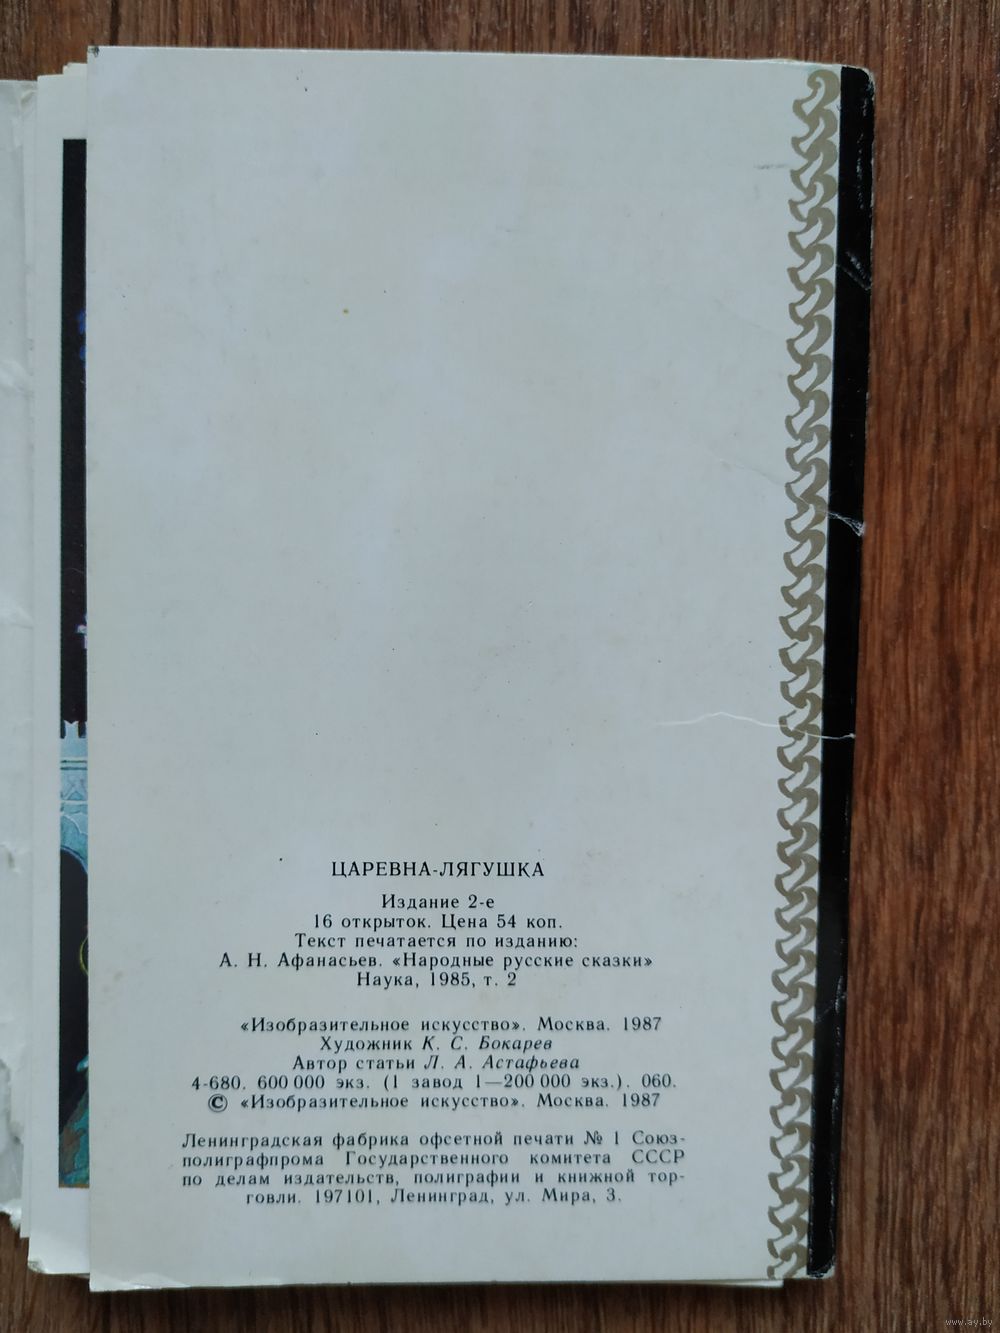 ЦАРЕВНА-ЛЯГУШКА
Издание 2-е
16 открыток. Цена 54 коп.
Текст печатается по изданию:
А. Н. Афанасьев. «Народные русские сказки»
Наука, 1985, т. 2
«Изобразительное искусство». Москва. 1987
Художник К. С. Бокарев
Автор статьи Л. А. Астафьева
4-680. 600 000 экз. (1 завод 1—200 000 экз.). 060.
© «Изобразительное искусство». Москва. 1987
Ленинградская фабрика офсетной печати № 1 Союз-
полиграфпрома Государственного комитета СССР
по делам издательств, полиграфии и книжной тор-
говли. 197101, Ленинград, ул. Мира, 3.
www.ay.by